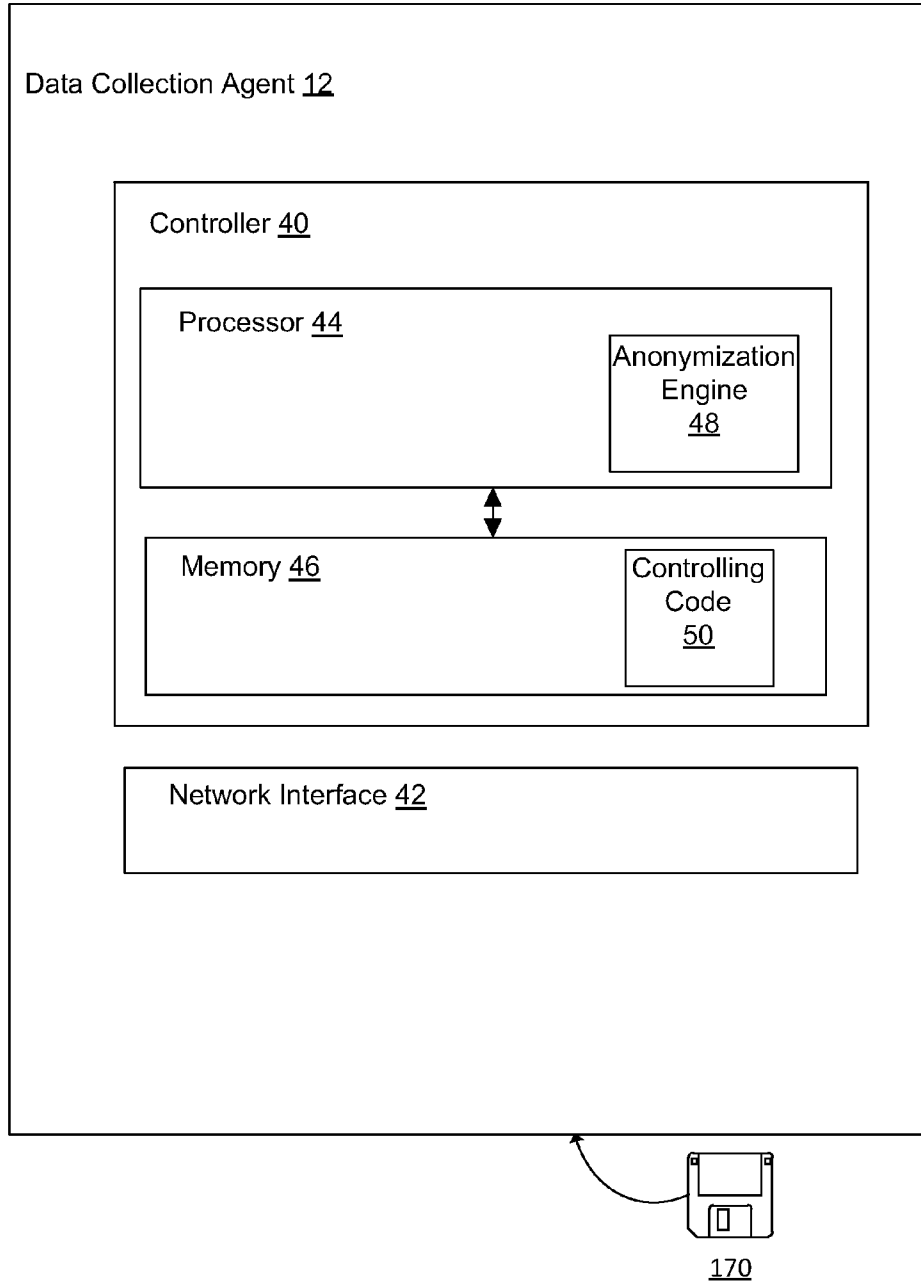 Data Collection Agent 12
Controller 40
Processor 44
Anonymization
Engine
48
Memory 46
Controlling
Code
50
Network Interface 42
170